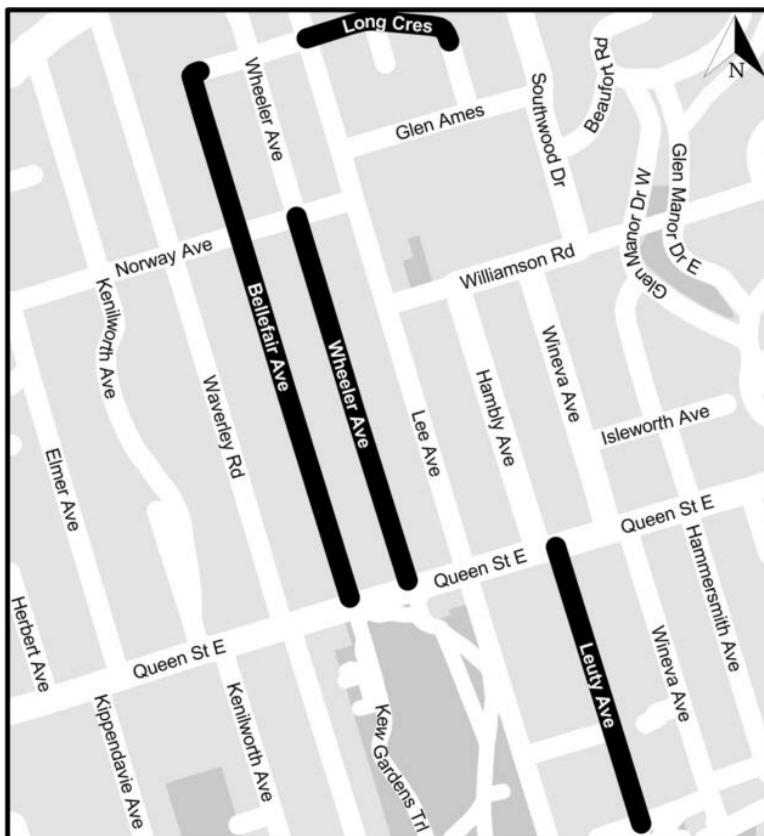 Long Cres
Beaufort Rd
N
Wheeler Ave
Southwood Dr
Glen Ames
Glen Manor Dr W
Glen Manor Dr E
Norway Ave
Williamson Rd
Glen
Kenilworth Ave
Bellefair Ave
Wheeler Ave
Wineva Ave
Waverley Rd
Hambly Ave
Lee Ave
Isleworth Ave
Elmer Ave
Queen St E
Queen St E
Hammersmith Ave
Herbert Ave
Queen St E
Leuty Ave
Wineva Ave
Kippendavie Ave
Kenilworth Ave
Kew Gardens Trl